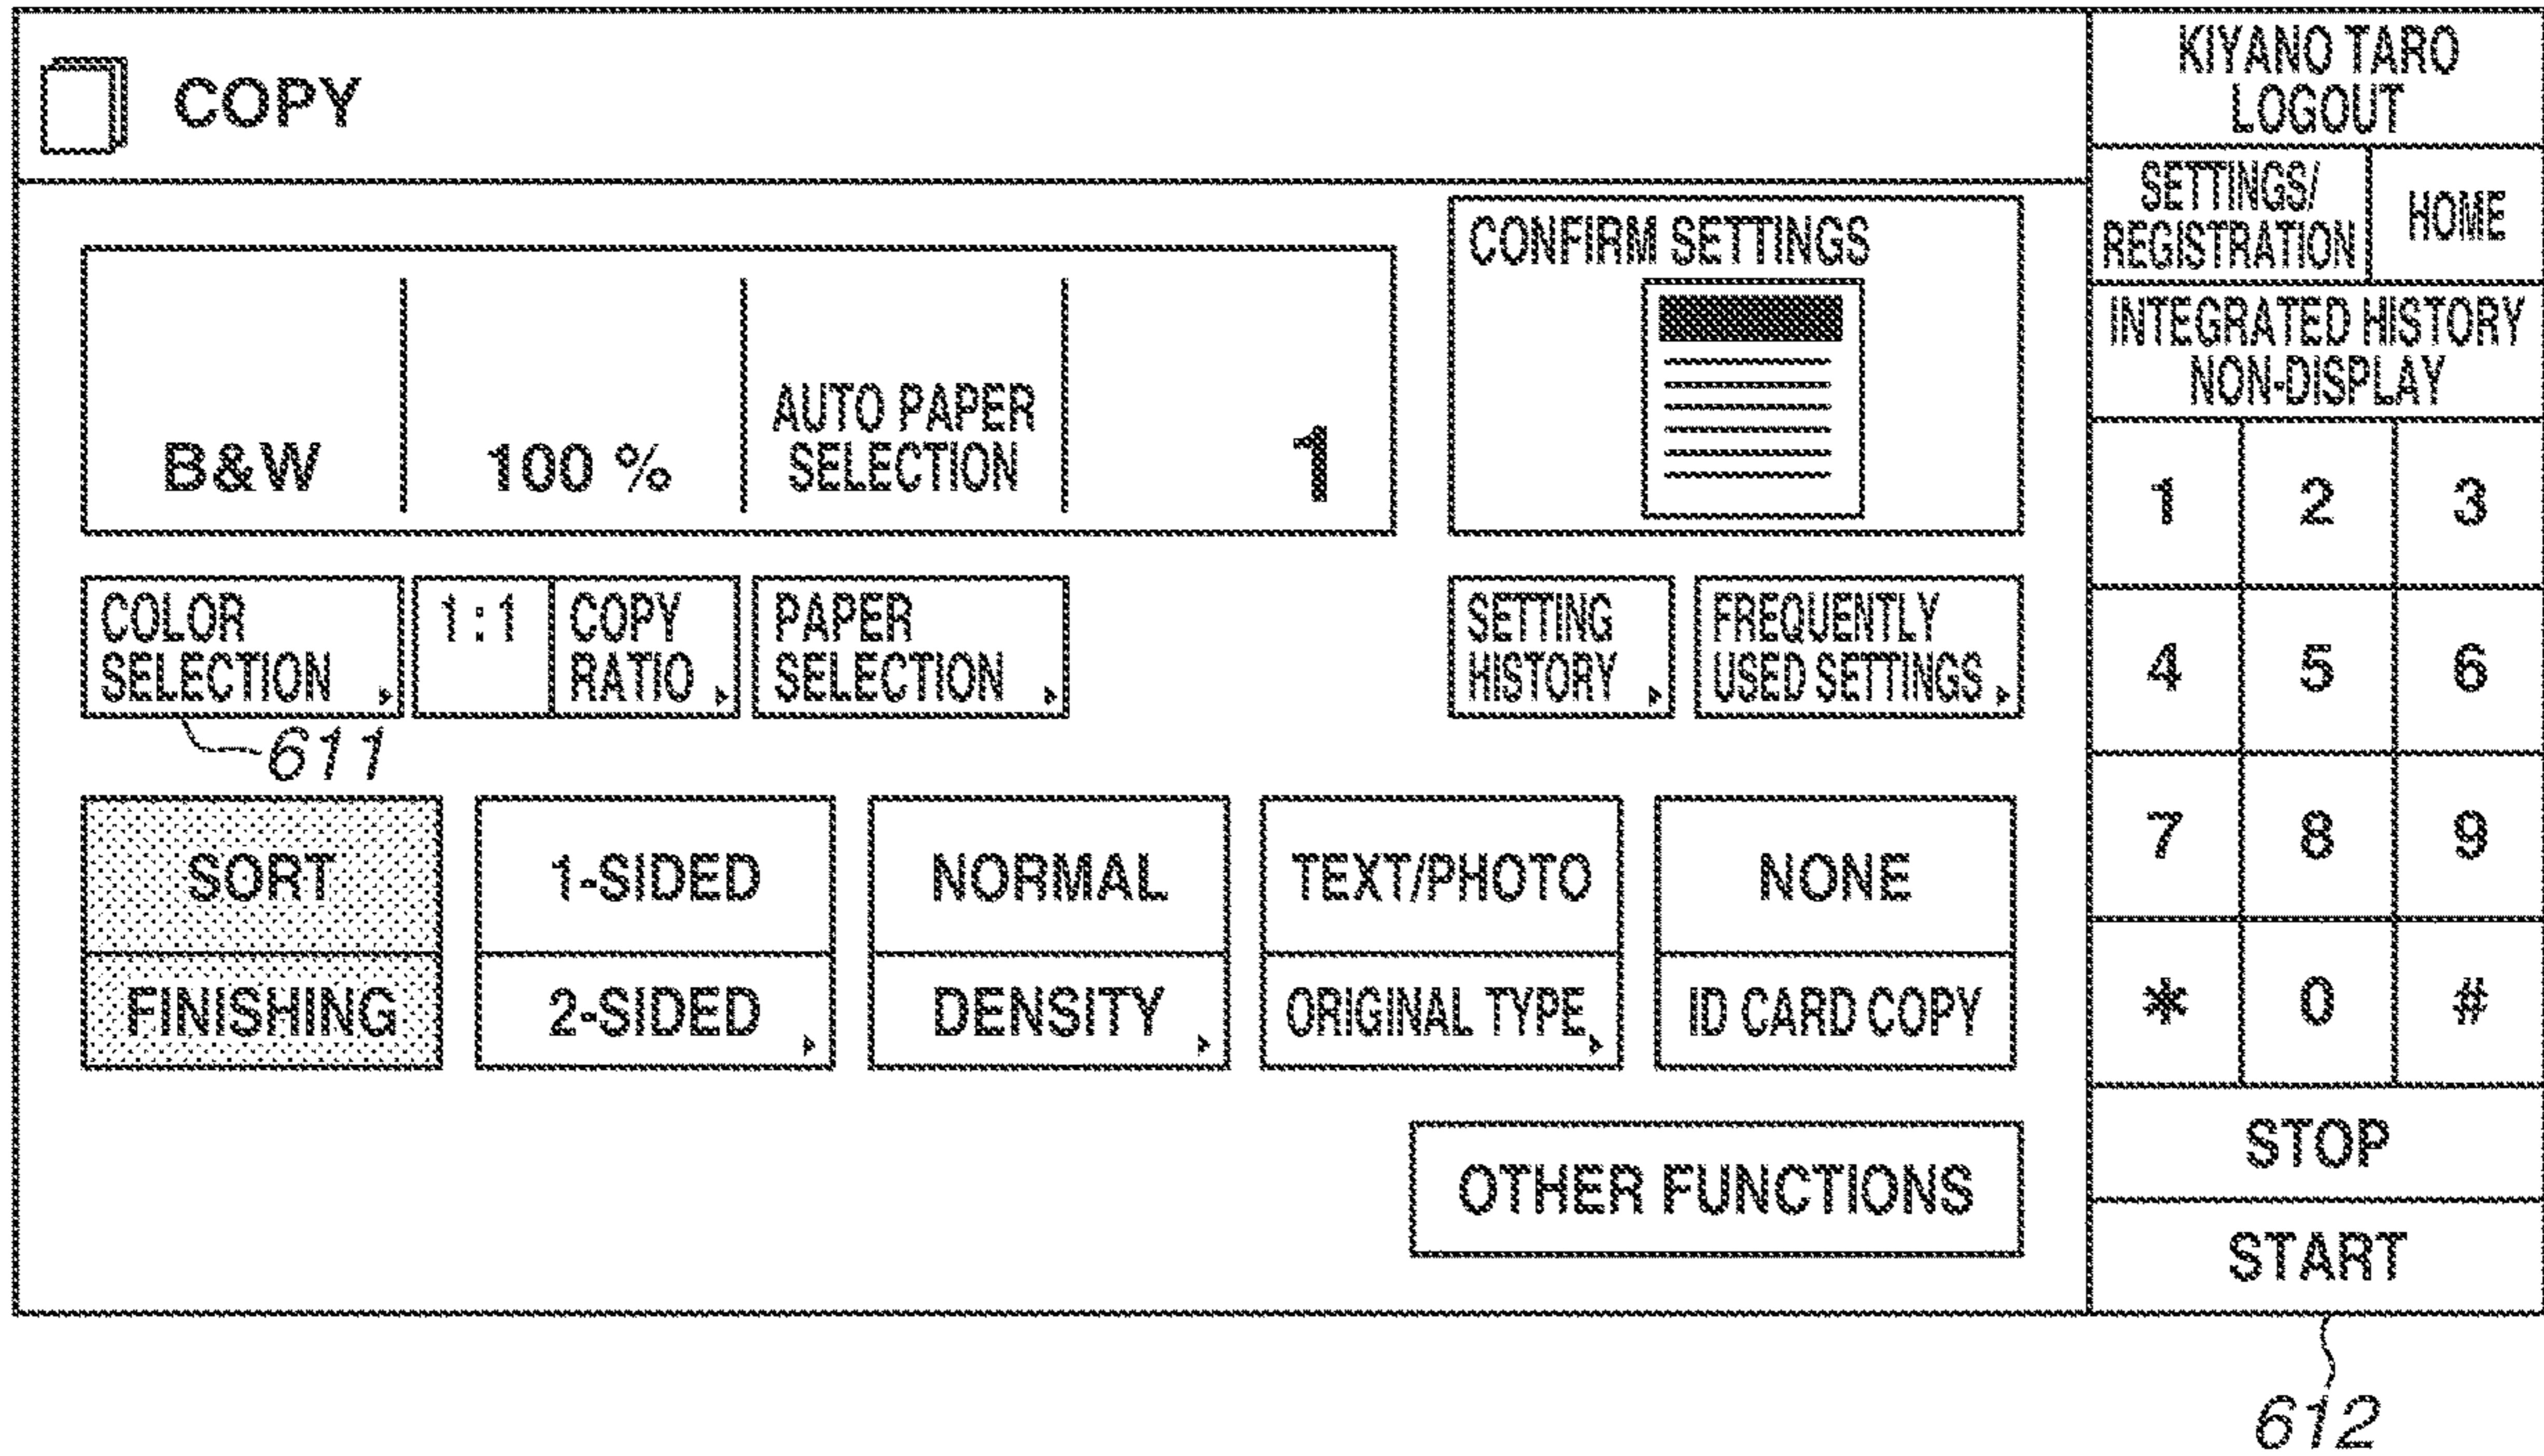 COPY
B&W
100 %
AUTO PAPER
SELECTION
1
CONFIRM SETTINGS
COLOR
SELECTION
1 : 1
COPY
RATIO
PAPER
SELECTION
SETTING
HISTORY
FREQUENTLY
USED SETTINGS
611
SORT
FINISHING
1-SIDED
2-SIDED
NORMAL
DENSITY
TEXT/PHOTO
ORIGINAL TYPE
NONE
ID CARD COPY
OTHER FUNCTIONS
KIYANO TARO
LOGOUT
SETTINGS/
REGISTRATION
HOME
INTEGRATED HISTORY
NON-DISPLAY
1 2 3
4 5 6
7 8 9
* 0 #
STOP
START
612